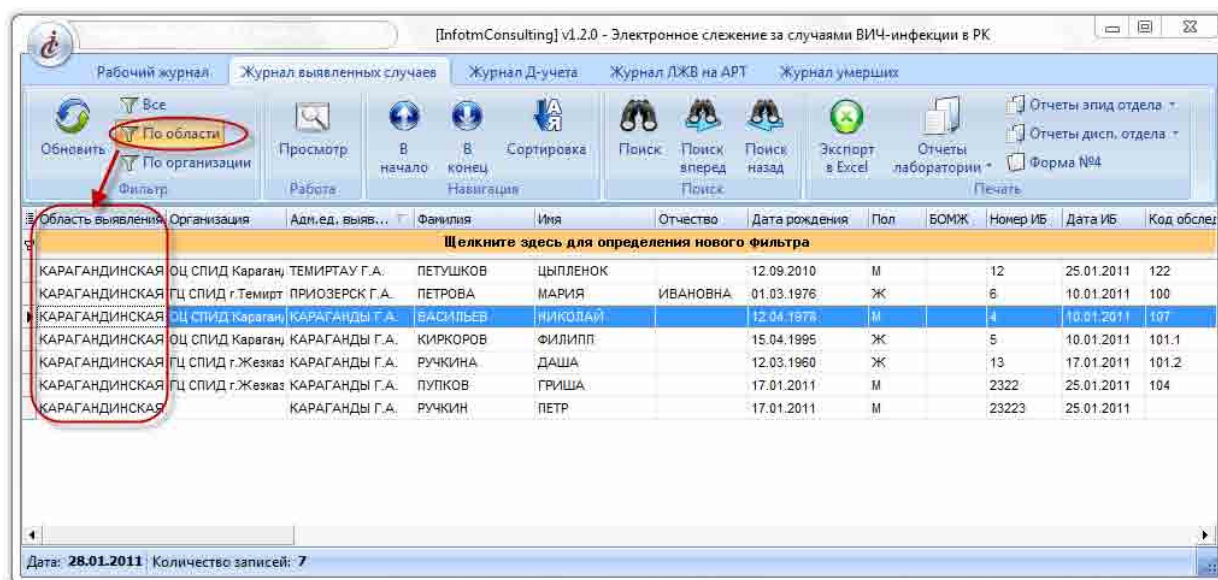 [InfotmConsulting] v1.2.0 - Электронное слежение за случаями ВИЧ-инфекции в РК
Рабочий журнал Журнал выявленных случаев Журнал Д-учета Журнал ЛЖВ на АРТ Журнал умерших
Обновить Все По области По организации
Просмотр
В начало В конец Сортировка
Поиск Поиск вперед Поиск назад
Экспорт в Excel Отчеты лаборатории Отчеты эпид отдела Отчеты дисп. отдела Форма №4
Фильтр Работа Навигация Поиск Печать
Область выявления Организация Адм.ед. выяв... Фамилия Имя Отчество Дата рождения Пол БОМЖ Номер ИБ Дата ИБ Код обслед
Щелкните здесь для определения нового фильтра
КАРАГАНДИНСКАЯ ОЦ СПИД Караган, ТЕМИРТАУ Г.А. ПЕТУШКОВ ЦЫПЛЕНОК 12.09.2010 М 12 25.01.2011 122
КАРАГАНДИНСКАЯ ГЦ СПИД г.Темирт ПРИОЗЕРСК Г.А. ПЕТРОВА МАРИЯ ИВАНОВНА 01.03.1976 Ж 6 10.01.2011 100
КАРАГАНДИНСКАЯ ОЦ СПИД Караган, КАРАГАНДЫ Г.А. ВАСИЛЬЕВ НИКОЛАЙ 12.04.1978 М 4 10.01.2011 107
КАРАГАНДИНСКАЯ ОЦ СПИД Караган, КАРАГАНДЫ Г.А. КИРКОРОВ ФИЛИПП 15.04.1995 Ж 5 10.01.2011 101.1
КАРАГАНДИНСКАЯ ГЦ СПИД г.Жезказ КАРАГАНДЫ Г.А. РУЧКИНА ДАША 12.03.1960 Ж 13 17.01.2011 101.2
КАРАГАНДИНСКАЯ ГЦ СПИД г.Жезказ КАРАГАНДЫ Г.А. ПУПКОВ ГРИША 17.01.2011 М 2322 25.01.2011 104
КАРАГАНДИНСКАЯ КАРАГАНДЫ Г.А. РУЧКИН ПЕТР 17.01.2011 М 23223 25.01.2011
Дата: 28.01.2011 Количество записей: 7